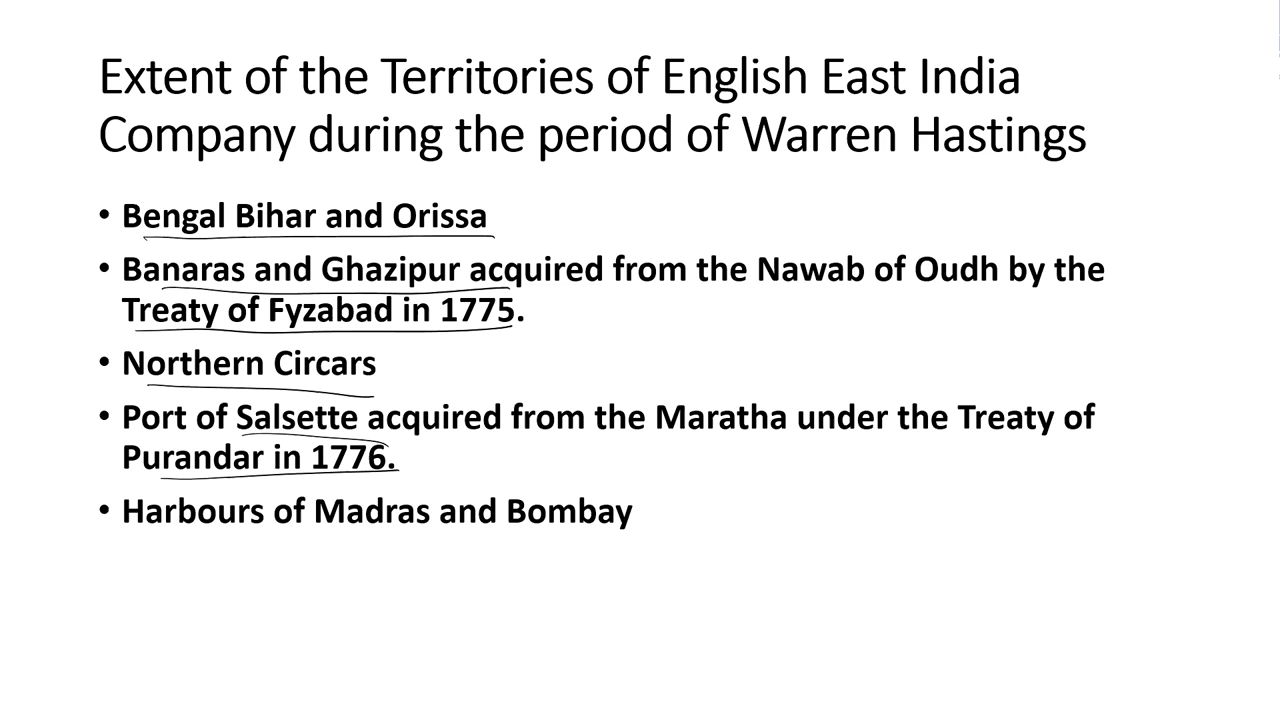 Extent of the Territories of English East India
Company during the period of Warren Hastings
• Bengal Bihar and Orissa
• Banaras and Ghazipur acquired from the Nawab of Oudh by the
Treaty of Fyzabad in 1775.
• Northern Circars
• Port of Salsette acquired from the Maratha under the Treaty of
Purandar in 1776.
• Harbours of Madras and Bombay